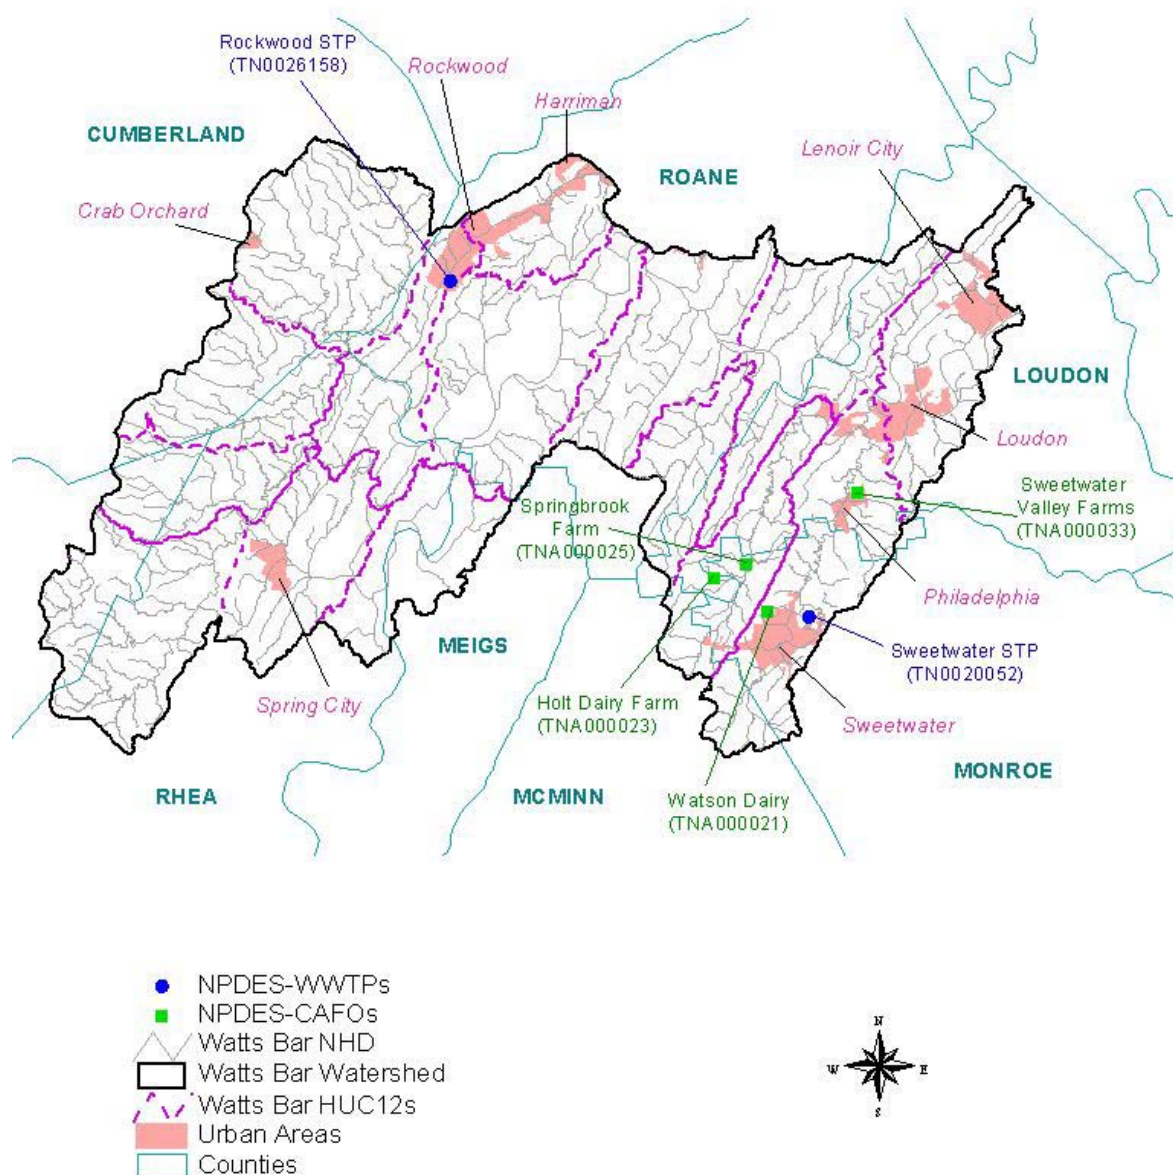 Rockwood STP
(TN0026158)
Rockwood
Harriman
CUMBERLAND
Lenoir City
ROANE
Crab Orchard
LOUDON
Loudon
Sweetwater
Valley Farms
(TNA000033)
Springbrook
Farm
(TNA000025)
Philadelphia
MEIGS
Sweetwater STP
(TN0020052)
Spring City
Holt Dairy Farm
(TNA000023)
Sweetwater
MONROE
RHEA
MCMINN
Watson Dairy
(TNA000021)
NPDES-WWTPs
NPDES-CAFOs
Watts Bar NHD
Watts Bar Watershed
Watts Bar HUC12s
Urban Areas
Counties
N
W
E
S